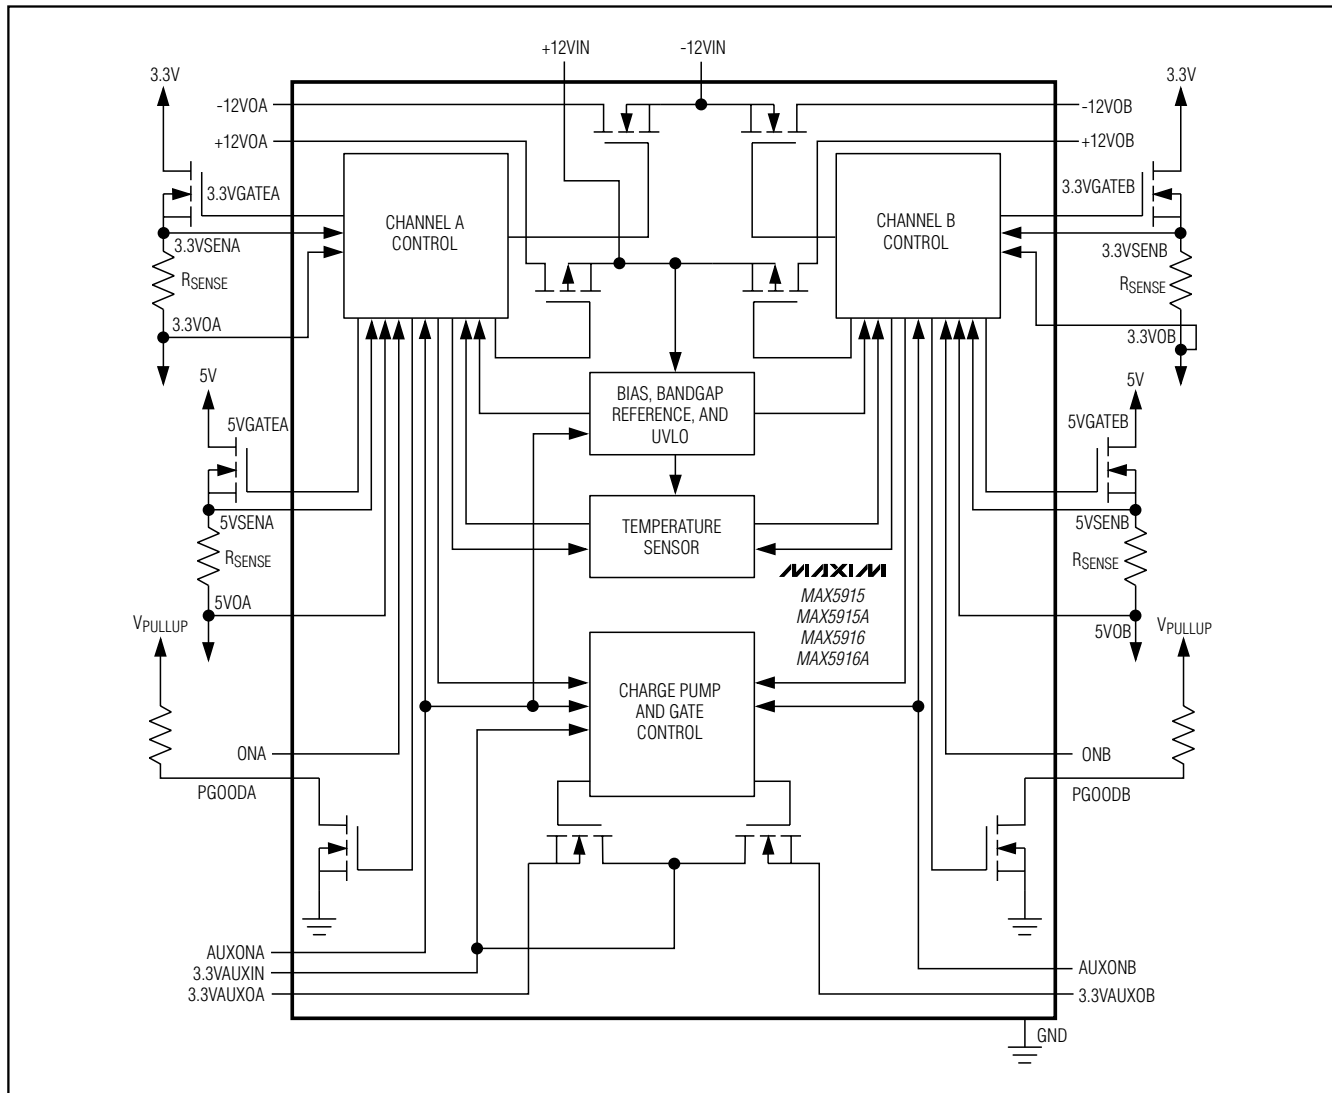 +12VIN
-12VIN
3.3V
3.3V
-12VOA
-12VOB
+12VOA
+12VOB
3.3VGATEA
3.3VGATEB
CHANNEL A
CONTROL
CHANNEL B
CONTROL
3.3VSENA
3.3VSENB
RSENSE
RSENSE
3.3VOA
3.3VOB
5V
5V
BIAS, BANDGAP
REFERENCE, AND
UVLO
5VGATEA
5VGATEB
5VSENA
5VSENB
TEMPERATURE
SENSOR
RSENSE
RSENSE
MAXIM
MAX5915
MAX5915A
MAX5916
MAX5916A
5VOA
5VOB
VPULLUP
VPULLUP
CHARGE PUMP
AND GATE
CONTROL
ONA
ONB
PGOODA
PGOODB
AUXONA
AUXONB
3.3VAUXIN
3.3VAUXOA
3.3VAUXOB
GND